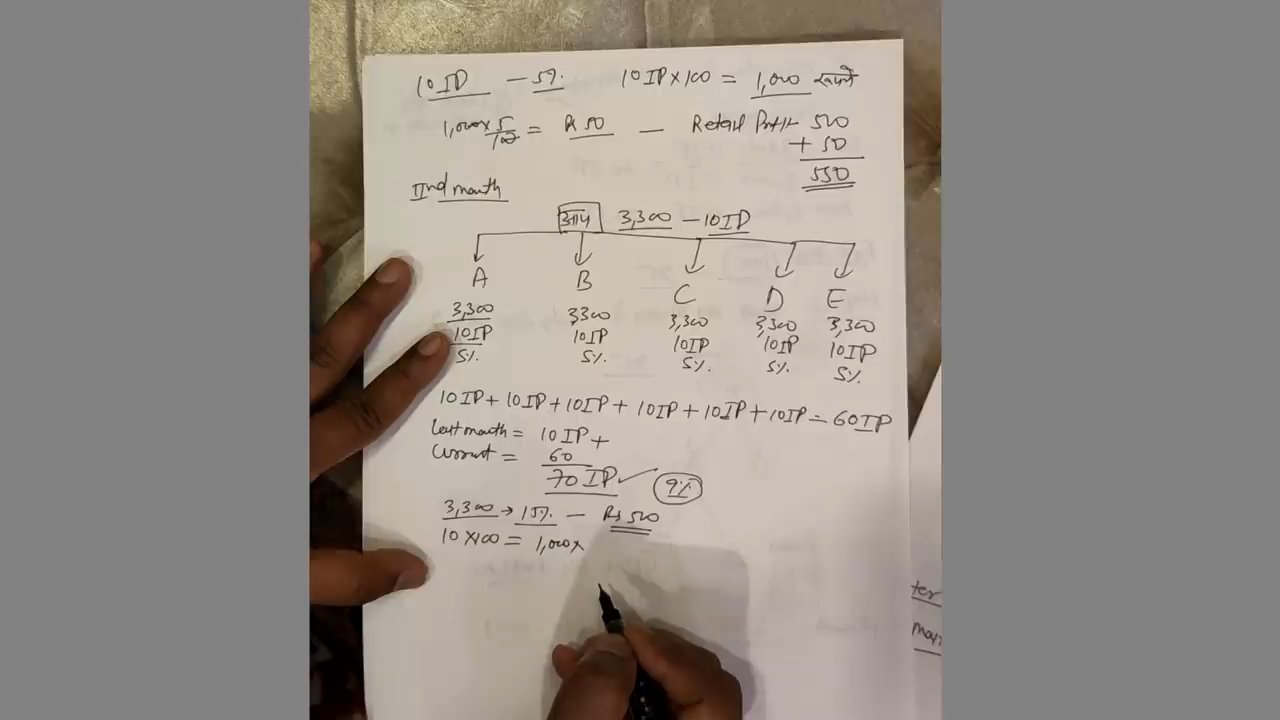 10 IP - 5% 10 IP x 100 = 1,000 रूपये
1,000 x 5/100 = Rs 50 - Retail Profit 500
+ 50
550
IInd month
आप 3,300 - 10 IP
A B C D E
3,300 3,300 3,300 3,300 3,300
10 IP 10 IP 10 IP 10 IP 10 IP
5% 5% 5% 5% 5%
10 IP + 10 IP + 10 IP + 10 IP + 10 IP + 10 IP = 60 IP
Last month = 10 IP +
Current = 60
70 IP ✓ 9%
3,300 → 15% - Rs 500
10 x 100 = 1,000 x